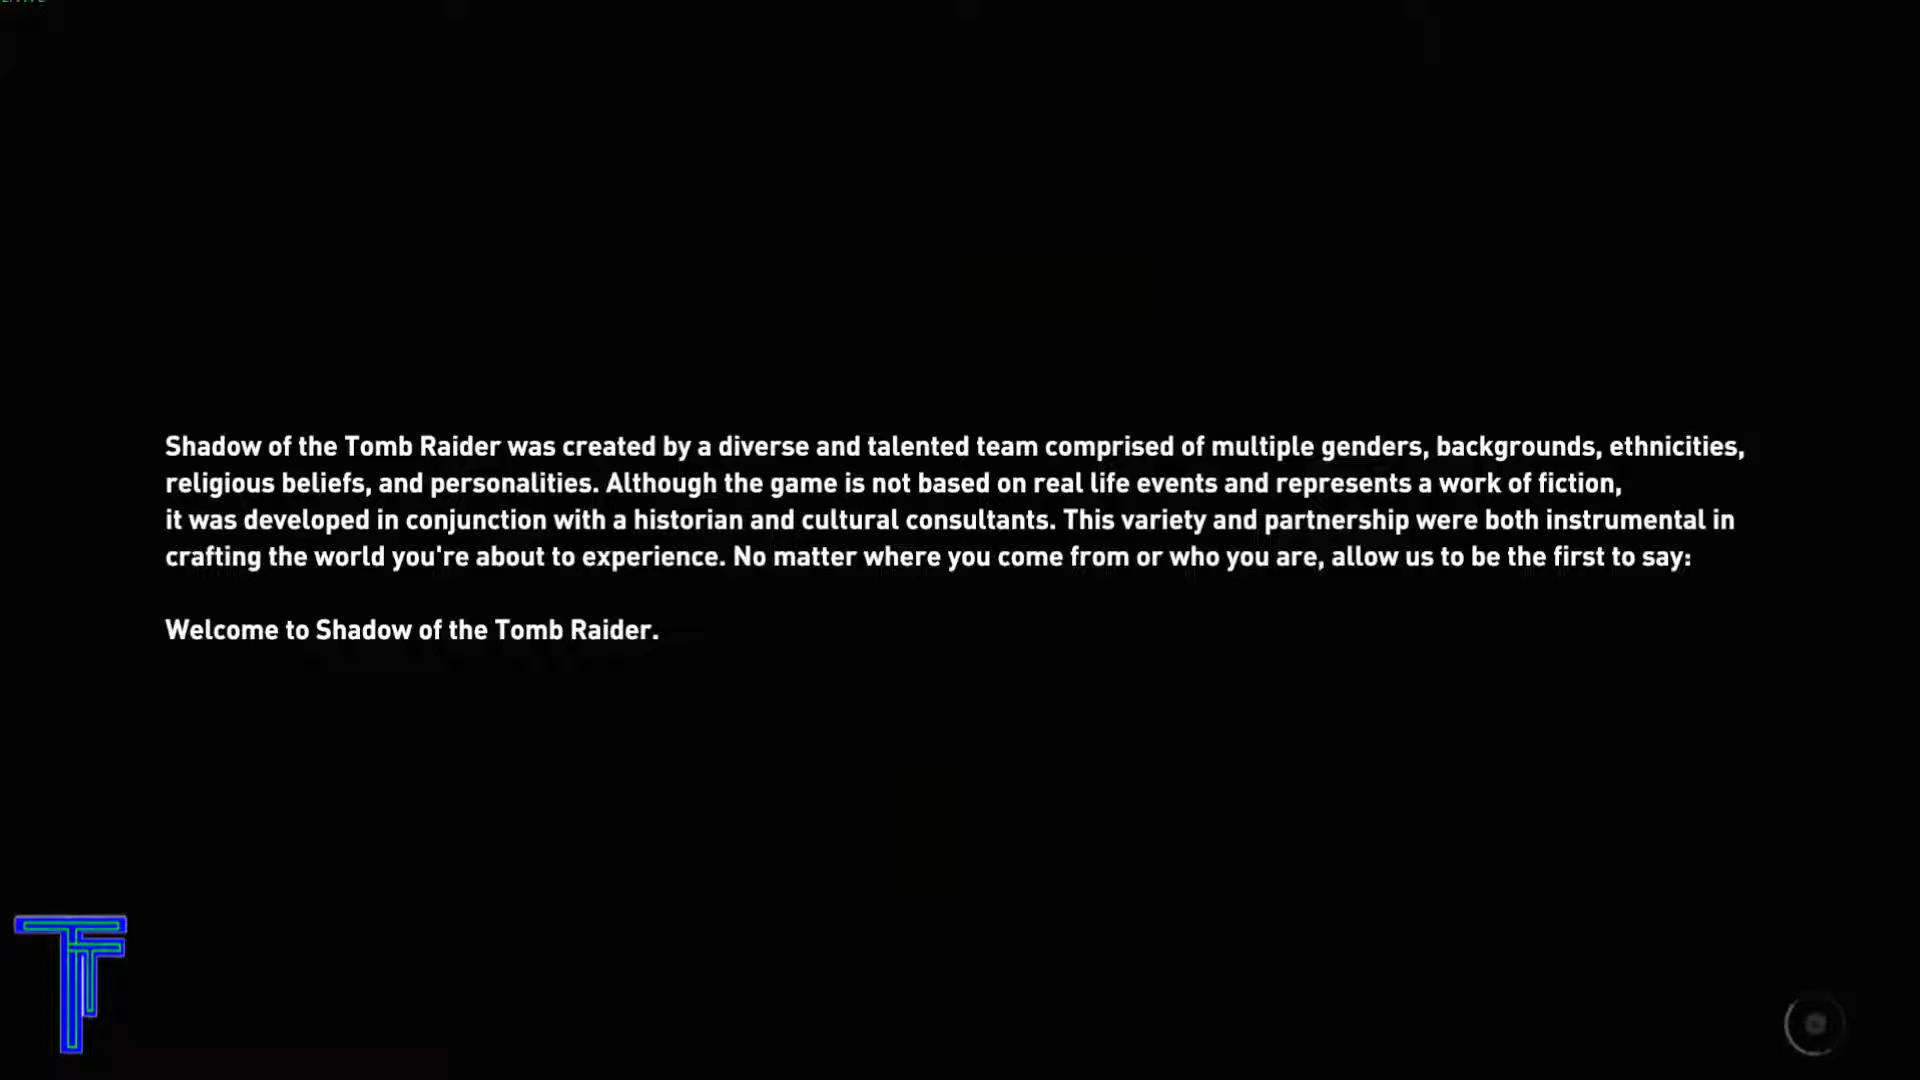 Shadow of the Tomb Raider was created by a diverse and talented team comprised of multiple genders, backgrounds, ethnicities,
religious beliefs, and personalities. Although the game is not based on real life events and represents a work of fiction,
it was developed in conjunction with a historian and cultural consultants. This variety and partnership were both instrumental in
crafting the world you're about to experience. No matter where you come from or who you are, allow us to be the first to say:
Welcome to Shadow of the Tomb Raider.